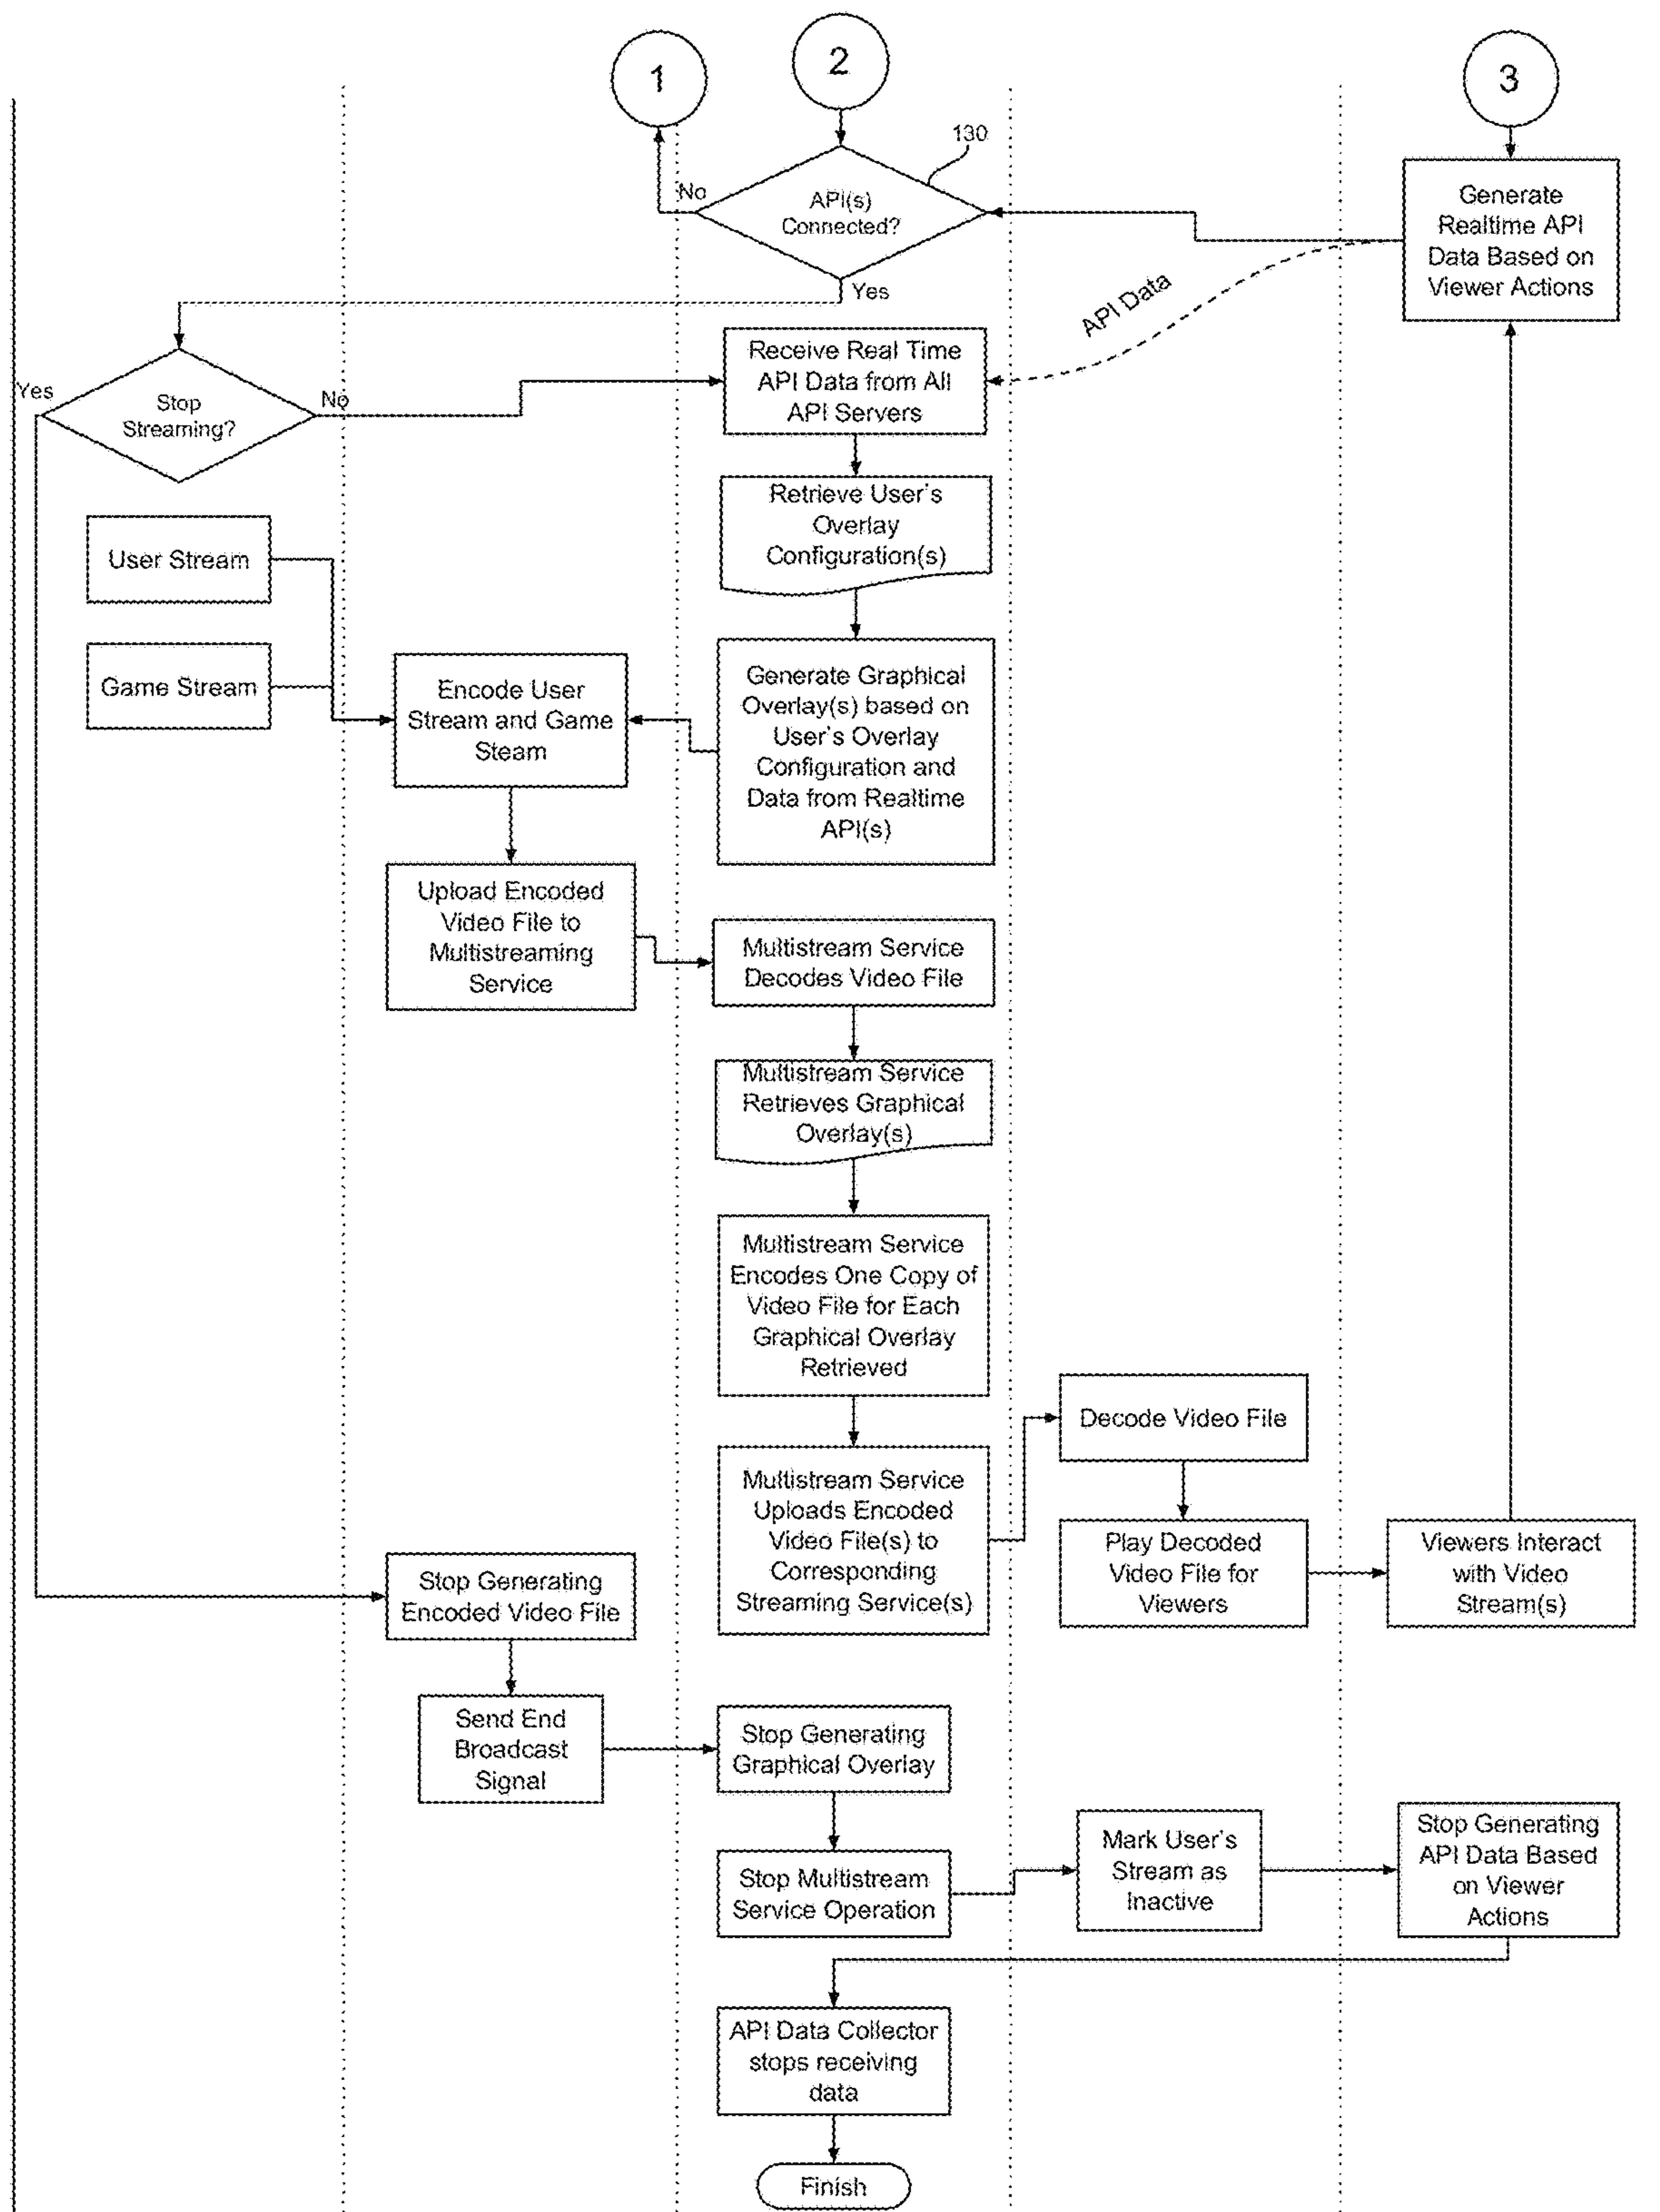 1
2
3
130
No
API(s)
Connected?
Yes
Generate
Realtime API
Data Based on
Viewer Actions
API Data
Yes
Stop
Streaming?
No
Receive Real Time
API Data from All
API Servers
Retrieve User's
Overlay
Configuration(s)
User Stream
Game Stream
Encode User
Stream and Game
Steam
Generate Graphical
Overlay(s) based on
User's Overlay
Configuration and
Data from Realtime
API(s)
Upload Encoded
Video File to
Multistreaming
Service
Multistream Service
Decodes Video File
Multistream Service
Retrieves Graphical
Overlay(s)
Multistream Service
Encodes One Copy of
Video File for Each
Graphical Overlay
Retrieved
Decode Video File
Multistream Service
Uploads Encoded
Video File(s) to
Corresponding
Streaming Service(s)
Play Decoded
Video File for
Viewers
Viewers Interact
with Video
Stream(s)
Stop Generating
Encoded Video File
Send End
Broadcast
Signal
Stop Generating
Graphical Overlay
Stop Multistream
Service Operation
Mark User's
Stream as
Inactive
Stop Generating
API Data Based
on Viewer
Actions
API Data Collector
stops receiving
data
Finish